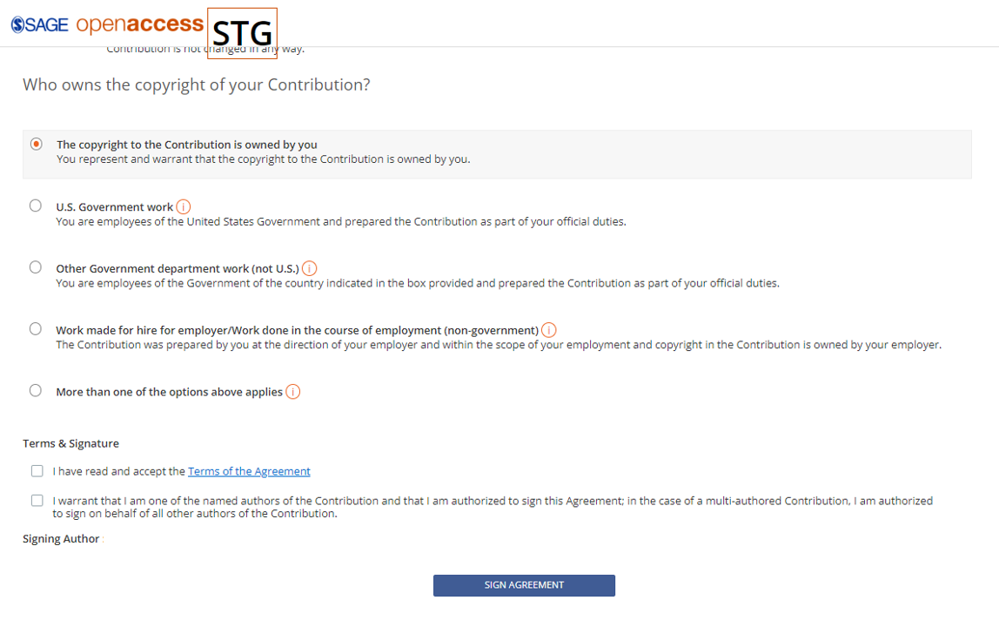 SAGE openaccess STG
Contribution is not changed in any way.
Who owns the copyright of your Contribution?
The copyright to the Contribution is owned by you
You represent and warrant that the copyright to the Contribution is owned by you.
U.S. Government work
You are employees of the United States Government and prepared the Contribution as part of your official duties.
Other Government department work (not U.S.)
You are employees of the Government of the country indicated in the box provided and prepared the Contribution as part of your official duties.
Work made for hire for employer/Work done in the course of employment (non-government)
The Contribution was prepared by you at the direction of your employer and within the scope of your employment and copyright in the Contribution is owned by your employer.
More than one of the options above applies
Terms & Signature
I have read and accept the Terms of the Agreement
I warrant that I am one of the named authors of the Contribution and that I am authorized to sign this Agreement; in the case of a multi-authored Contribution, I am authorized
to sign on behalf of all other authors of the Contribution.
Signing Author :
SIGN AGREEMENT